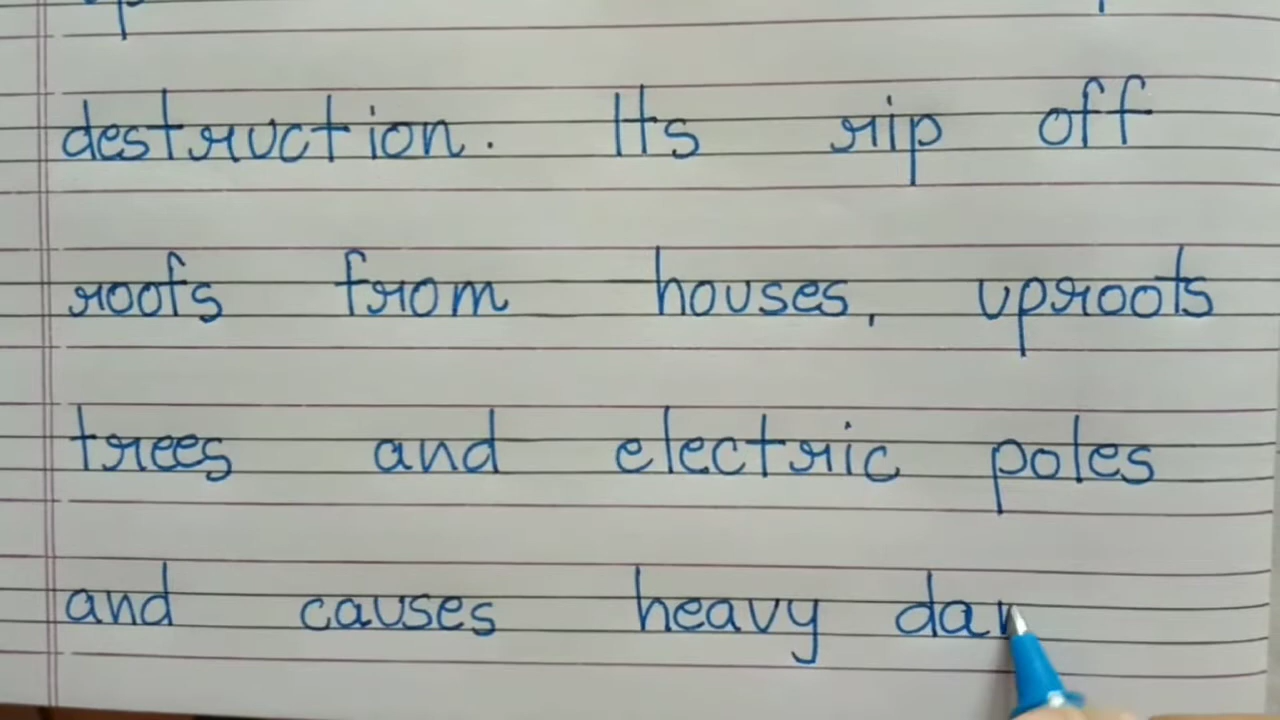 destruction. Its rip off
roofs from houses, uproots
trees and electric poles
and causes heavy